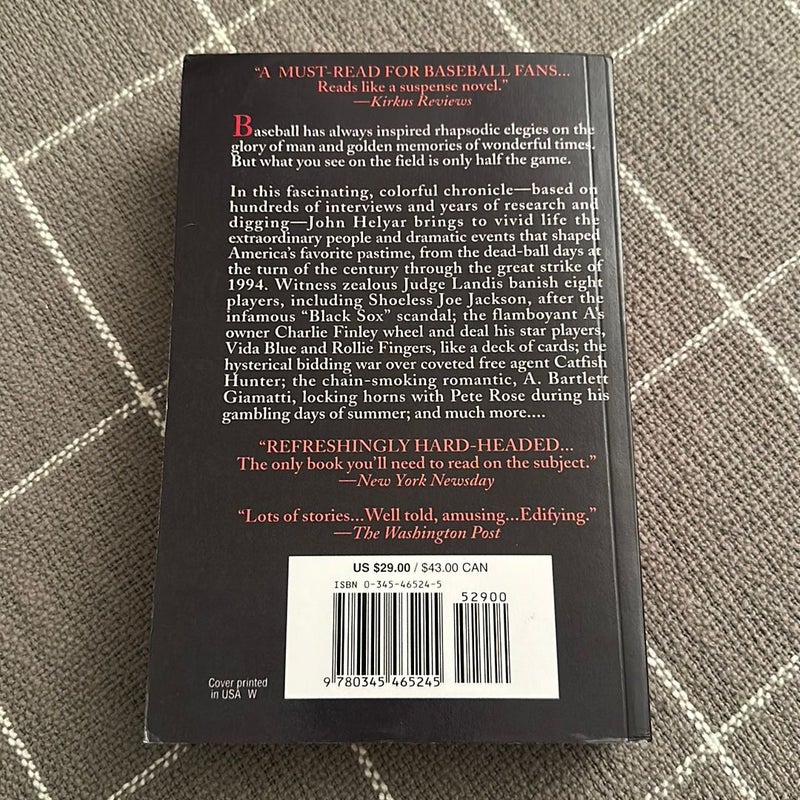 “A MUST-READ FOR BASEBALL FANS...
Reads like a suspense novel.”
—Kirkus Reviews
Baseball has always inspired rhapsodic elegies on the
glory of man and golden memories of wonderful times.
But what you see on the field is only half the game.
In this fascinating, colorful chronicle—based on
hundreds of interviews and years of research and
digging—John Helyar brings to vivid life the
extraordinary people and dramatic events that shaped
America’s favorite pastime, from the dead-ball days at
the turn of the century through the great strike of
1994. Witness zealous Judge Landis banish eight
players, including Shoeless Joe Jackson, after the
infamous “Black Sox” scandal; the flamboyant A’s
owner Charlie Finley wheel and deal his star players,
Vida Blue and Rollie Fingers, like a deck of cards; the
hysterical bidding war over coveted free agent Catfish
Hunter; the chain-smoking romantic, A. Bartlett
Giamatti, locking horns with Pete Rose during his
gambling days of summer; and much more....
“REFRESHINGLY HARD-HEADED...
The only book you’ll need to read on the subject.”
—New York Newsday
“Lots of stories...Well told, amusing...Edifying.”
—The Washington Post
US $29.00 / $43.00 CAN
ISBN 0-345-46524-5
52900
9 780345 465245
Cover printed
in USA W